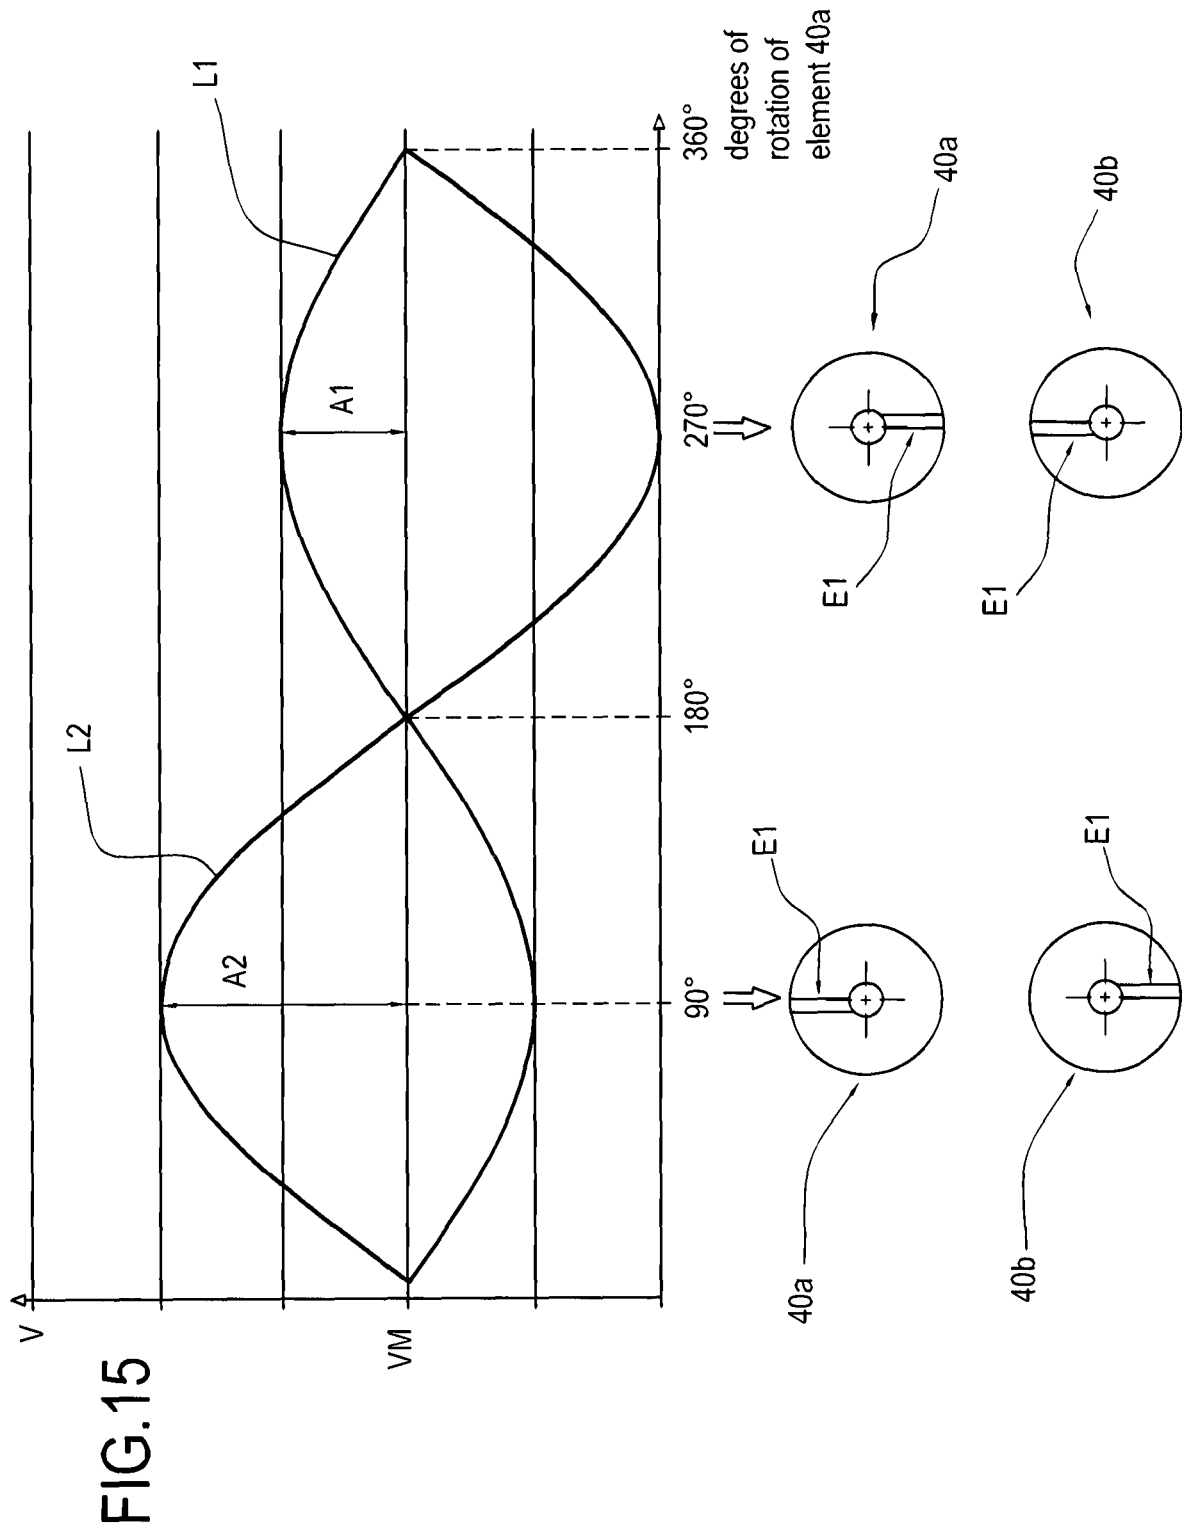 FIG.15
V
L2
L1
A2
A1
VM
90°
180°
270°
360°
degrees of
rotation of
element 40a
E1
40a
E1
40a
40b
E1
E1
40b